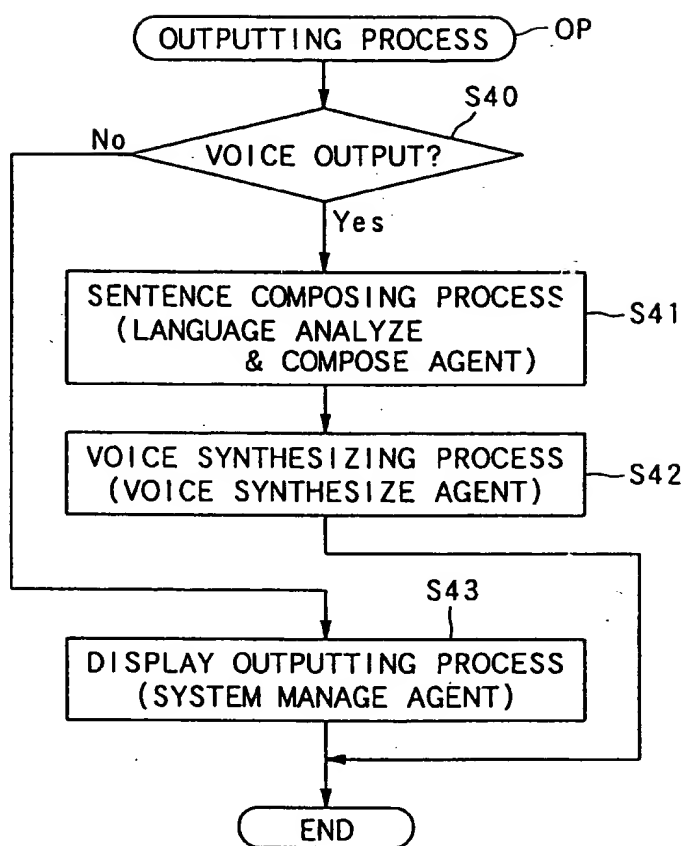 OUTPUTTING PROCESS
OP
S40
No
VOICE OUTPUT?
Yes
SENTENCE COMPOSING PROCESS
(LANGUAGE ANALYZE
& COMPOSE AGENT)
S41
VOICE SYNTHESIZING PROCESS
(VOICE SYNTHESIZE AGENT)
S42
S43
DISPLAY OUTPUTTING PROCESS
(SYSTEM MANAGE AGENT)
END